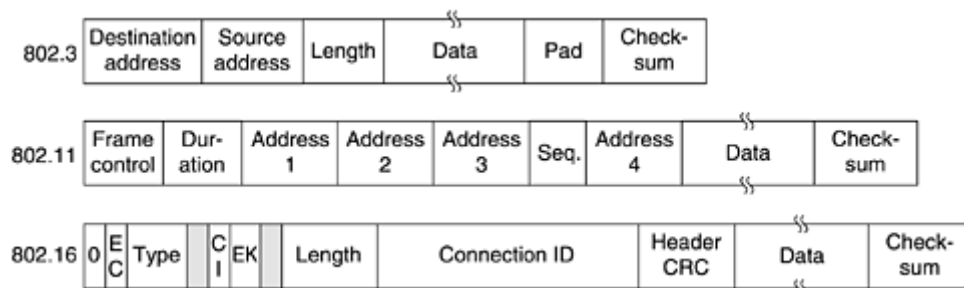 802.3 Destination address Source address Length Data Pad Check-sum
802.11 Frame control Dur-ation Address 1 Address 2 Address 3 Seq. Address 4 Data Check-sum
802.16 0 EC Type CI EK Length Connection ID Header CRC Data Check-sum